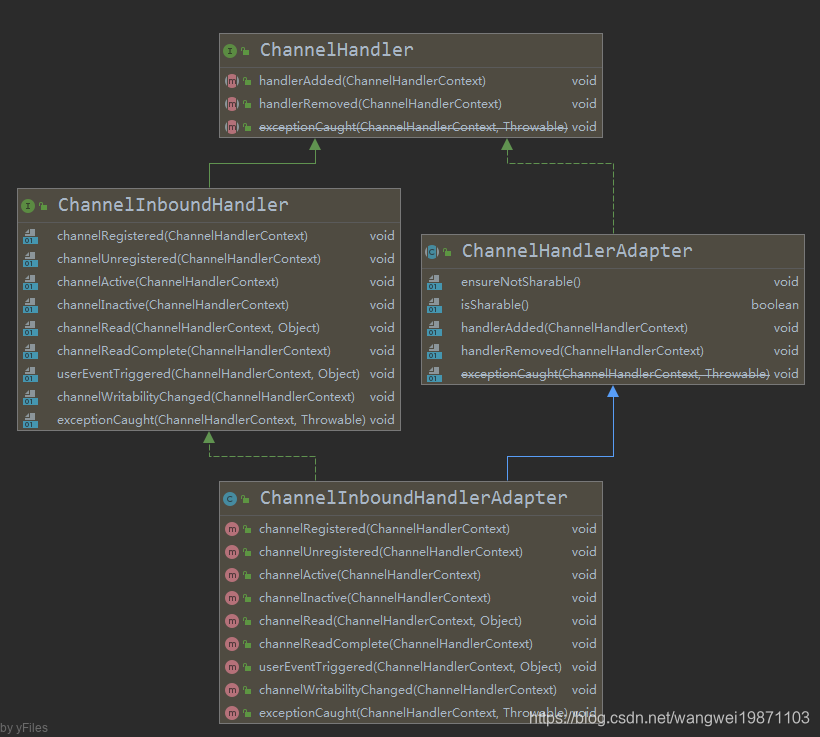 ChannelHandler
handlerAdded(ChannelHandlerContext) void
handlerRemoved(ChannelHandlerContext) void
exceptionCaught(ChannelHandlerContext, Throwable) void
ChannelInboundHandler
channelRegistered(ChannelHandlerContext) void
channelUnregistered(ChannelHandlerContext) void
channelActive(ChannelHandlerContext) void
channelInactive(ChannelHandlerContext) void
channelRead(ChannelHandlerContext, Object) void
channelReadComplete(ChannelHandlerContext) void
userEventTriggered(ChannelHandlerContext, Object) void
channelWritabilityChanged(ChannelHandlerContext) void
exceptionCaught(ChannelHandlerContext, Throwable) void
ChannelHandlerAdapter
ensureNotSharable() void
isSharable() boolean
handlerAdded(ChannelHandlerContext) void
handlerRemoved(ChannelHandlerContext) void
exceptionCaught(ChannelHandlerContext, Throwable) void
ChannelInboundHandlerAdapter
channelRegistered(ChannelHandlerContext) void
channelUnregistered(ChannelHandlerContext) void
channelActive(ChannelHandlerContext) void
channelInactive(ChannelHandlerContext) void
channelRead(ChannelHandlerContext, Object) void
channelReadComplete(ChannelHandlerContext) void
userEventTriggered(ChannelHandlerContext, Object) void
channelWritabilityChanged(ChannelHandlerContext) void
exceptionCaught(ChannelHandlerContext, Throwable) void
https://blog.csdn.net/wangwei19871103
by yFiles